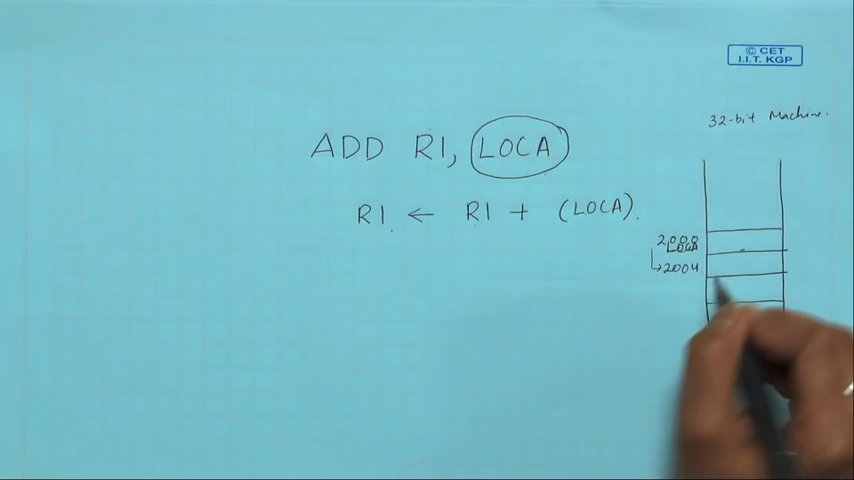 © CET
I.I.T. KGP
32-bit Machine.
ADD R1, LOCA
R1 ← R1 + (LOCA).
2000
LOCA
2004